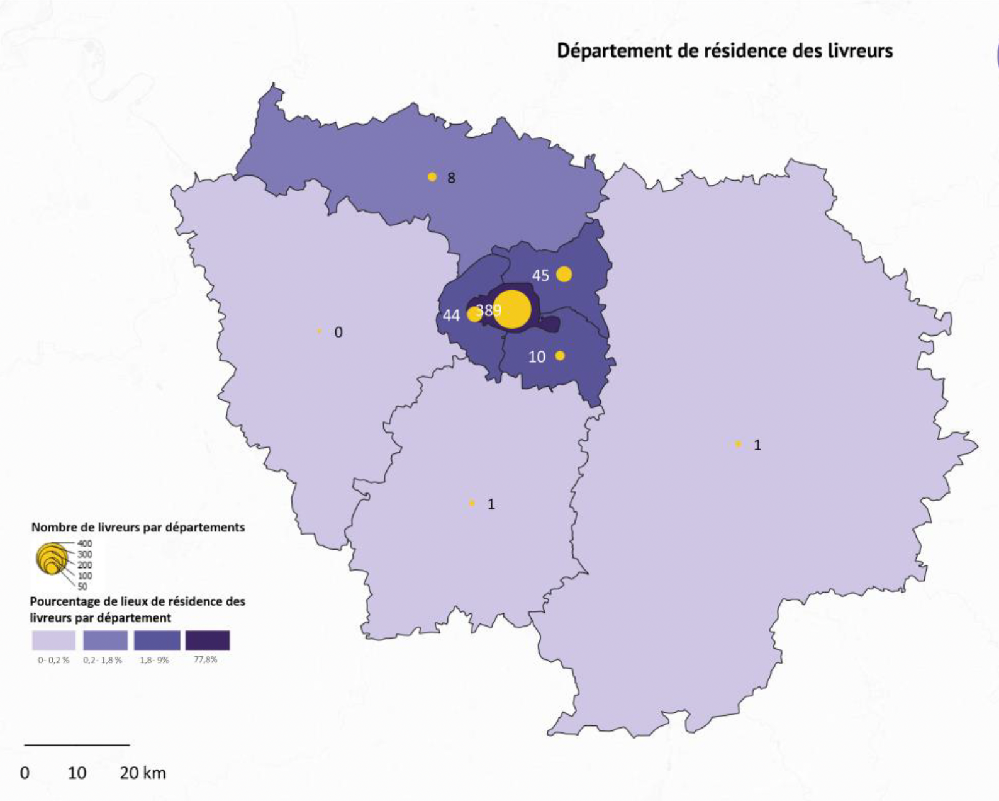 Département de résidence des livreurs
8
45
44
389
0
10
1
1
Nombre de livreurs par départements
400
300
200
100
50
Pourcentage de lieux de résidence des
livreurs par département
0- 0,2 % 0,2- 1,8 % 1,8- 9% 77,8%
0 10 20 km